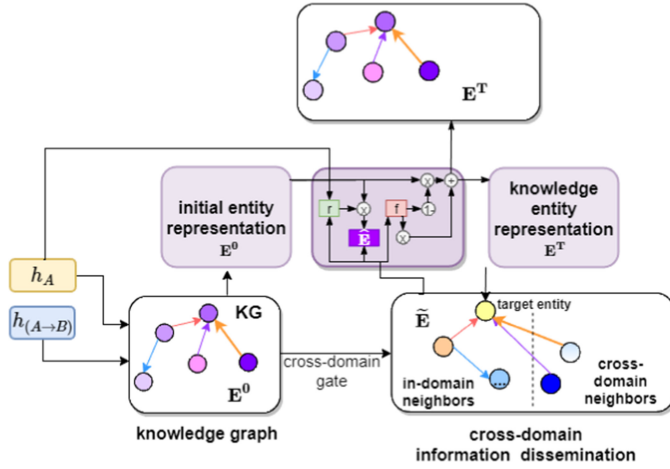 E^T
initial entity
representation
E^0
r
x
Ê
f
x
1-
x
+
knowledge
entity
representation
E^T
h_A
h_(A→B)
KG
E^0
knowledge graph
cross-domain
gate
Ẽ
target entity
in-domain
neighbors
...
cross-
domain
neighbors
cross-domain
information dissemination